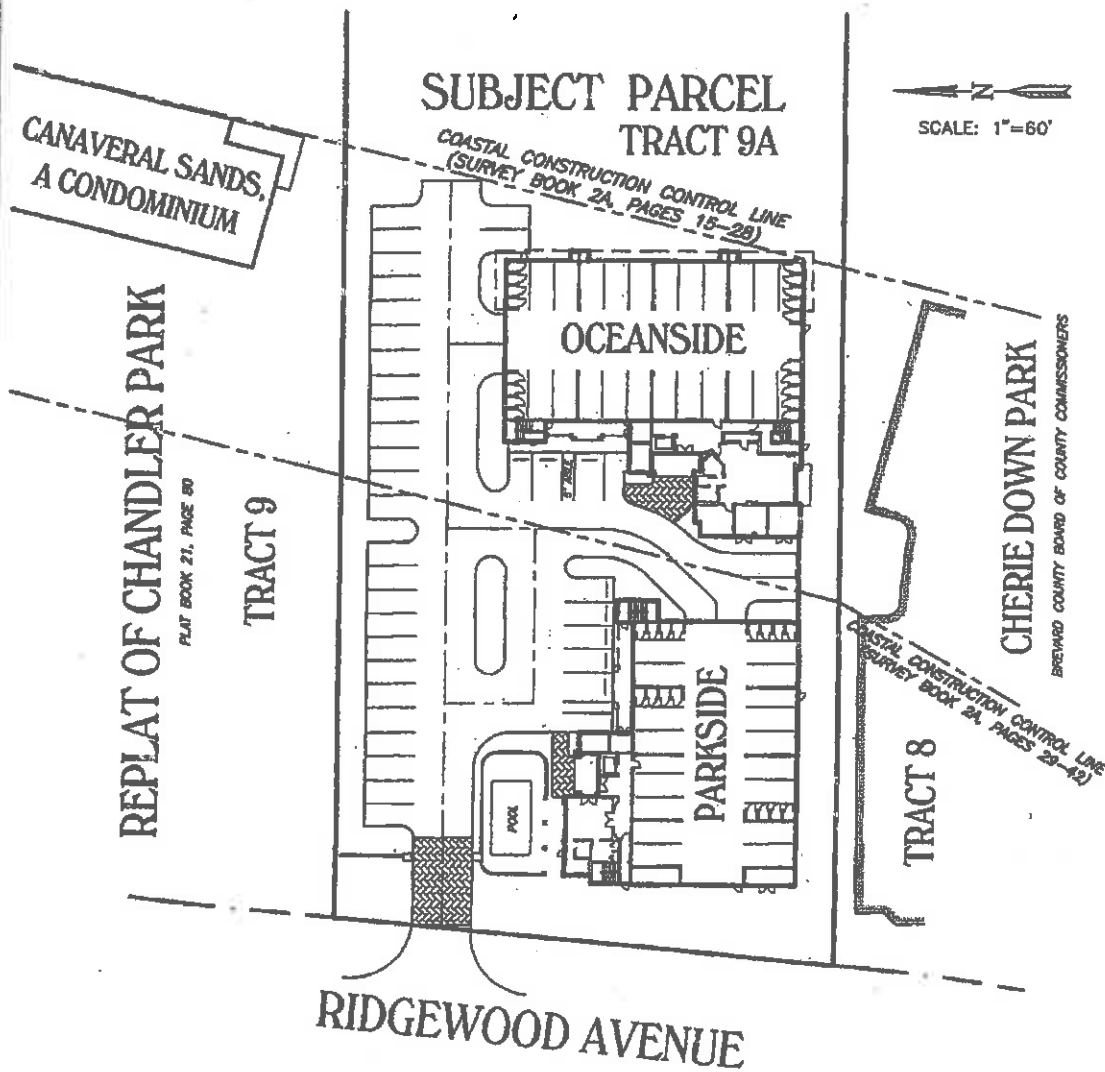 SUBJECT PARCEL
TRACT 9A
N
SCALE: 1"=60'
COASTAL CONSTRUCTION CONTROL LINE
(SURVEY BOOK 2A, PAGES 15-28)
CANAVERAL SANDS,
A CONDOMINIUM
OCEANSIDE
REPLAT OF CHANDLER PARK
PLAT BOOK 21, PAGE 80
TRACT 9
CHERIE DOWN PARK
BREVARD COUNTY BOARD OF COUNTY COMMISSIONERS
COASTAL CONSTRUCTION CONTROL LINE
(SURVEY BOOK 2A, PAGES 29-42)
PARKSIDE
POOL
TRACT 8
RIDGEWOOD AVENUE